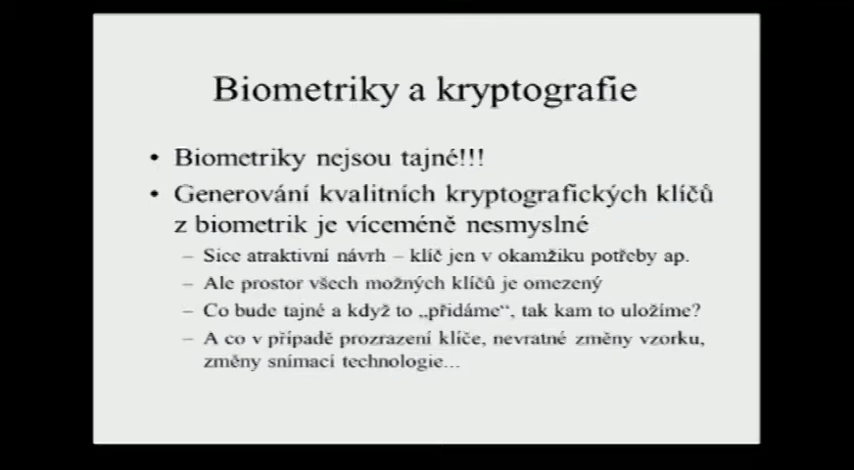 Biometriky a kryptografie
• Biometriky nejsou tajné!!!
• Generování kvalitních kryptografických klíčů
z biometrik je víceméně nesmyslné
– Sice atraktivní návrh – klíč jen v okamžiku potřeby ap.
– Ale prostor všech možných klíčů je omezený
– Co bude tajné a když to „přidáme“, tak kam to uložíme?
– A co v případě prozrazení klíče, nevratné změny vzorku,
změny snímací technologie...